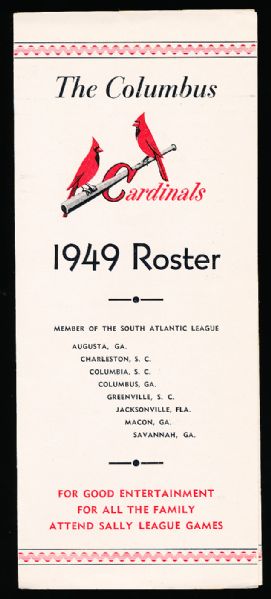 The Columbus
Cardinals
1949 Roster
MEMBER OF THE SOUTH ATLANTIC LEAGUE
AUGUSTA, GA.
CHARLESTON, S. C.
COLUMBIA, S. C.
COLUMBUS, GA.
GREENVILLE, S. C.
JACKSONVILLE, FLA.
MACON, GA.
SAVANNAH, GA.
FOR GOOD ENTERTAINMENT
FOR ALL THE FAMILY
ATTEND SALLY LEAGUE GAMES